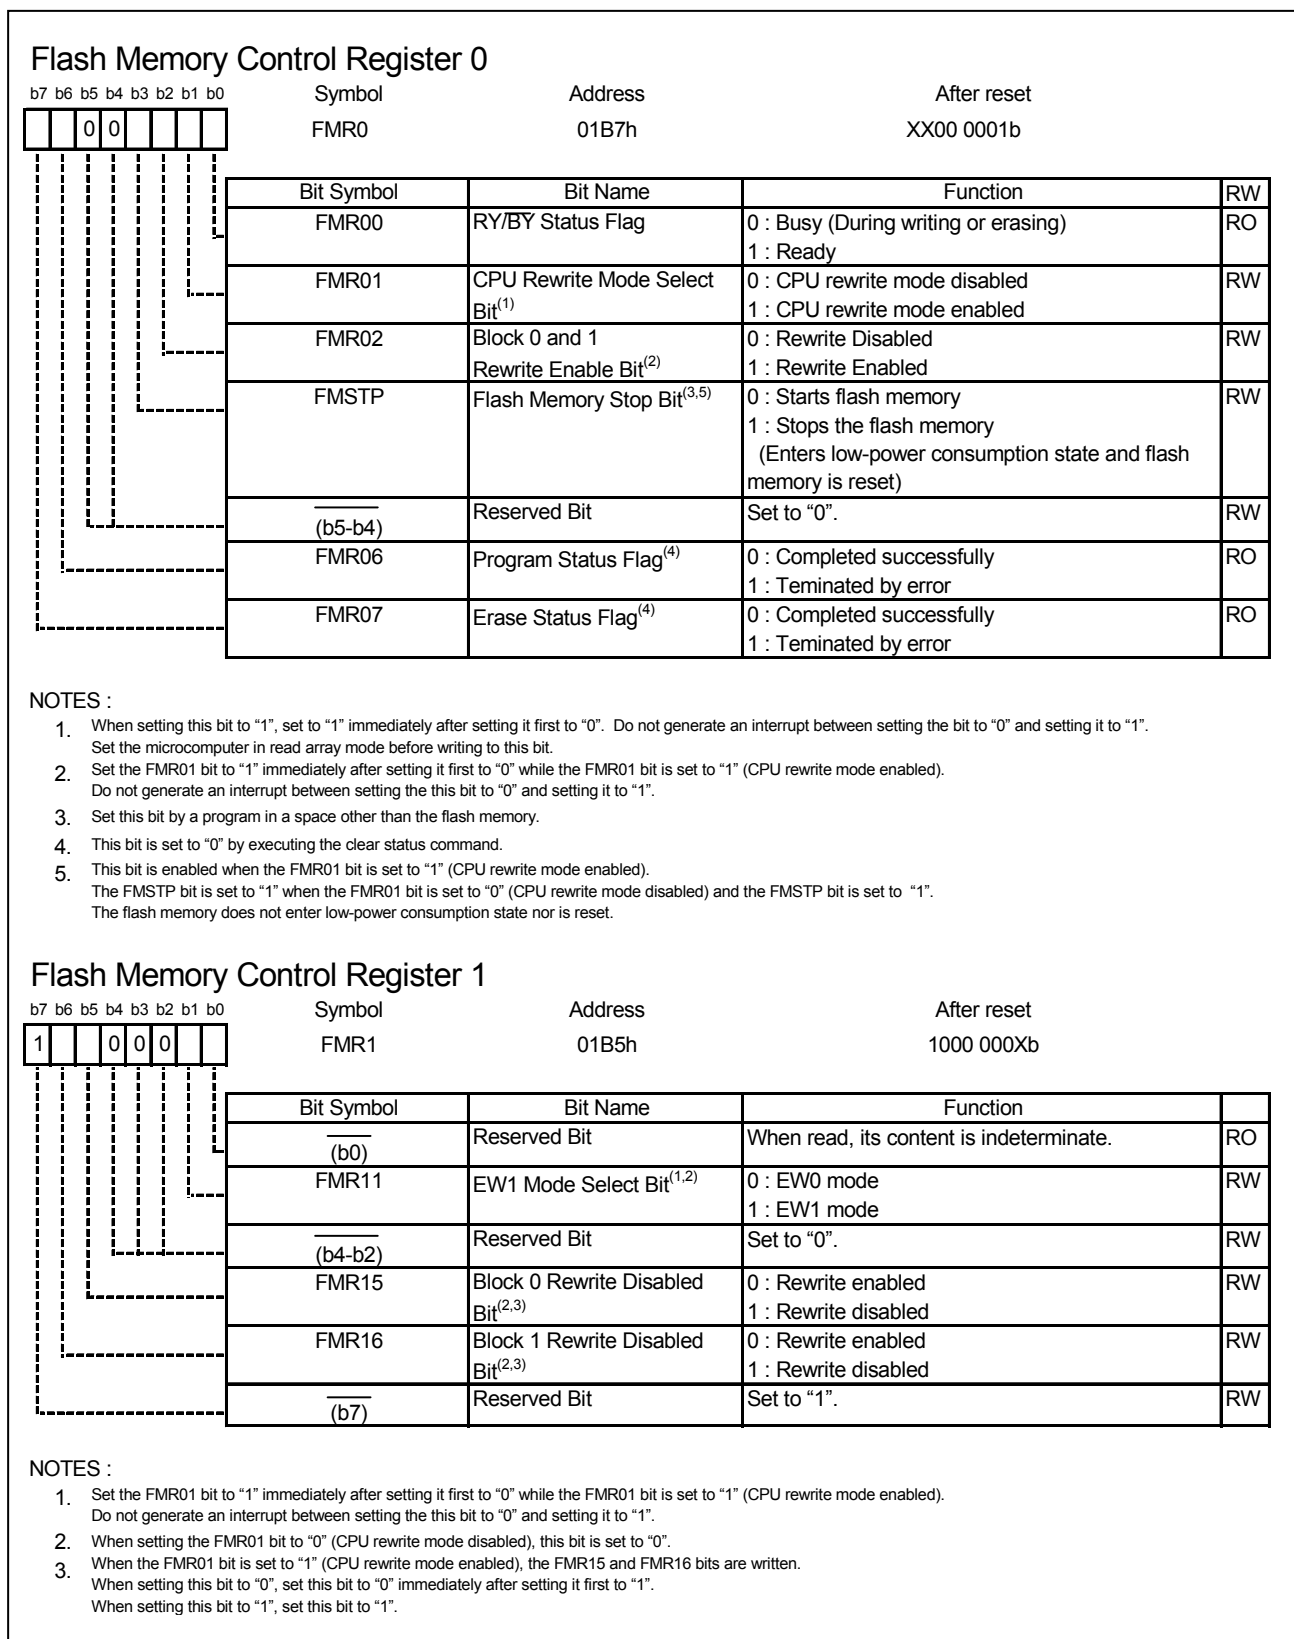 Flash Memory Control Register 0
b7 b6 b5 b4 b3 b2 b1 b0 Symbol Address After reset
0 0 FMR0 01B7h XX00 0001b
Bit Symbol Bit Name Function RW
FMR00 RY/BY Status Flag 0 : Busy (During writing or erasing) RO
1 : Ready
FMR01 CPU Rewrite Mode Select 0 : CPU rewrite mode disabled RW
Bit(1) 1 : CPU rewrite mode enabled
FMR02 Block 0 and 1 0 : Rewrite Disabled RW
Rewrite Enable Bit(2) 1 : Rewrite Enabled
FMSTP Flash Memory Stop Bit(3,5) 0 : Starts flash memory RW
1 : Stops the flash memory
(Enters low-power consumption state and flash
memory is reset)
(b5-b4) Reserved Bit Set to “0”. RW
FMR06 Program Status Flag(4) 0 : Completed successfully RO
1 : Teminated by error
FMR07 Erase Status Flag(4) 0 : Completed successfully RO
1 : Teminated by error
NOTES :
1. When setting this bit to “1”, set to “1” immediately after setting it first to “0”. Do not generate an interrupt between setting the bit to “0” and setting it to “1”.
Set the microcomputer in read array mode before writing to this bit.
2. Set the FMR01 bit to “1” immediately after setting it first to “0” while the FMR01 bit is set to “1” (CPU rewrite mode enabled).
Do not generate an interrupt between setting the this bit to “0” and setting it to “1”.
3. Set this bit by a program in a space other than the flash memory.
4. This bit is set to “0” by executing the clear status command.
5. This bit is enabled when the FMR01 bit is set to “1” (CPU rewrite mode enabled).
The FMSTP bit is set to “1” when the FMR01 bit is set to “0” (CPU rewrite mode disabled) and the FMSTP bit is set to “1”.
The flash memory does not enter low-power consumption state nor is reset.
Flash Memory Control Register 1
b7 b6 b5 b4 b3 b2 b1 b0 Symbol Address After reset
1 0 0 0 FMR1 01B5h 1000 000Xb
Bit Symbol Bit Name Function
(b0) Reserved Bit When read, its content is indeterminate. RO
FMR11 EW1 Mode Select Bit(1,2) 0 : EW0 mode RW
1 : EW1 mode
(b4-b2) Reserved Bit Set to “0”. RW
FMR15 Block 0 Rewrite Disabled 0 : Rewrite enabled RW
Bit(2,3) 1 : Rewrite disabled
FMR16 Block 1 Rewrite Disabled 0 : Rewrite enabled RW
Bit(2,3) 1 : Rewrite disabled
(b7) Reserved Bit Set to “1”. RW
NOTES :
1. Set the FMR01 bit to “1” immediately after setting it first to “0” while the FMR01 bit is set to “1” (CPU rewrite mode enabled).
Do not generate an interrupt between setting the this bit to “0” and setting it to “1”.
2. When setting the FMR01 bit to “0” (CPU rewrite mode disabled), this bit is set to “0”.
3. When the FMR01 bit is set to “1” (CPU rewrite mode enabled), the FMR15 and FMR16 bits are written.
When setting this bit to “0”, set this bit to “0” immediately after setting it first to “1”.
When setting this bit to “1”, set this bit to “1”.